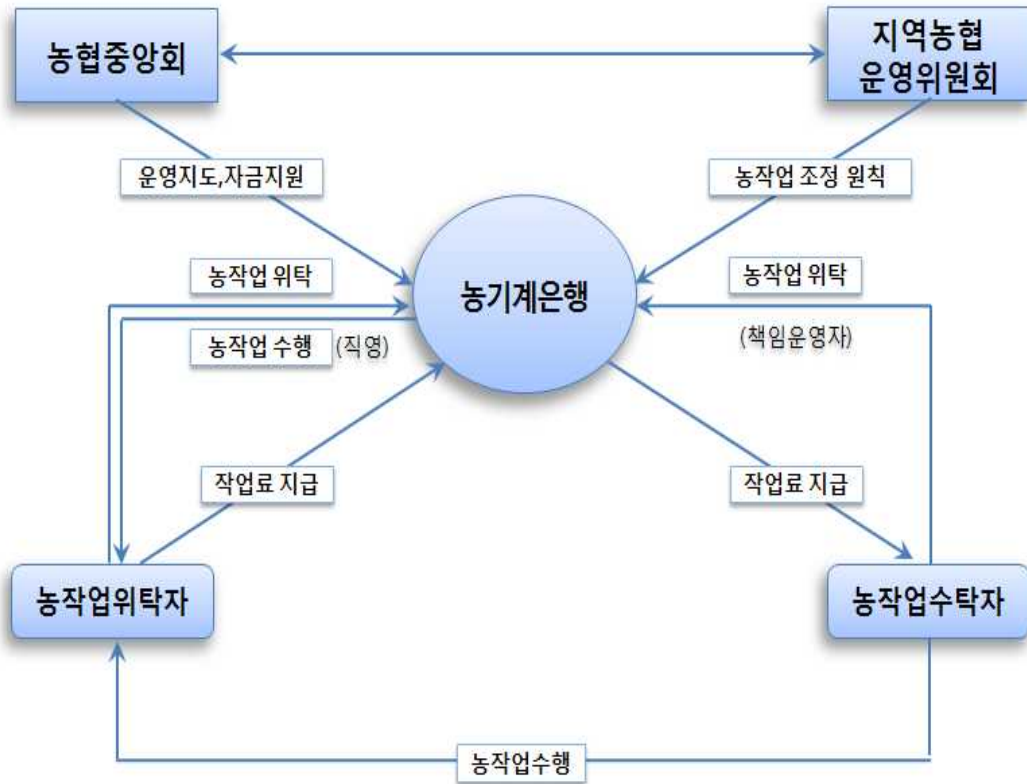 농협중앙회
지역농협
운영위원회
운영지도,자금지원
농작업 조정 원칙
농작업 위탁
농기계은행
농작업 위탁
농작업 수행 (직영)
(책임운영자)
작업료 지급
작업료 지급
농작업위탁자
농작업수탁자
농작업수행